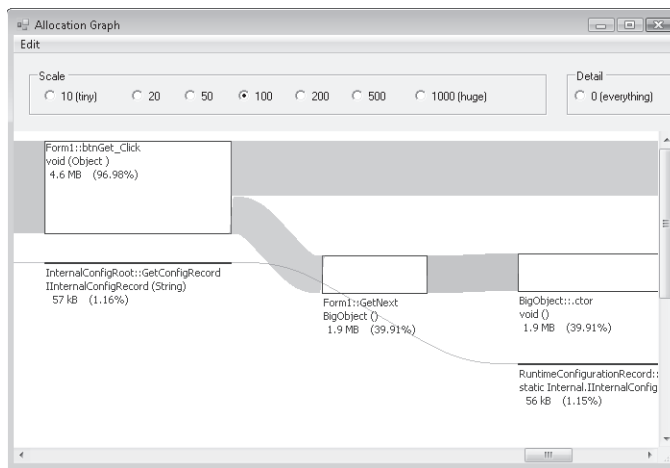 Allocation Graph
Edit
Scale
10 (tiny)
20
50
100
200
500
1000 (huge)
Detail
0 (everything)
Form1::btnGet_Click
void (Object )
4.6 MB (96.98%)
InternalConfigRoot::GetConfigRecord
IInternalConfigRecord (String)
57 kB (1.16%)
Form1::GetNext
BigObject ()
1.9 MB (39.91%)
BigObject::.ctor
void ()
1.9 MB (39.91%)
RuntimeConfigurationRecord::
static Internal.IInternalConfig
56 kB (1.15%)